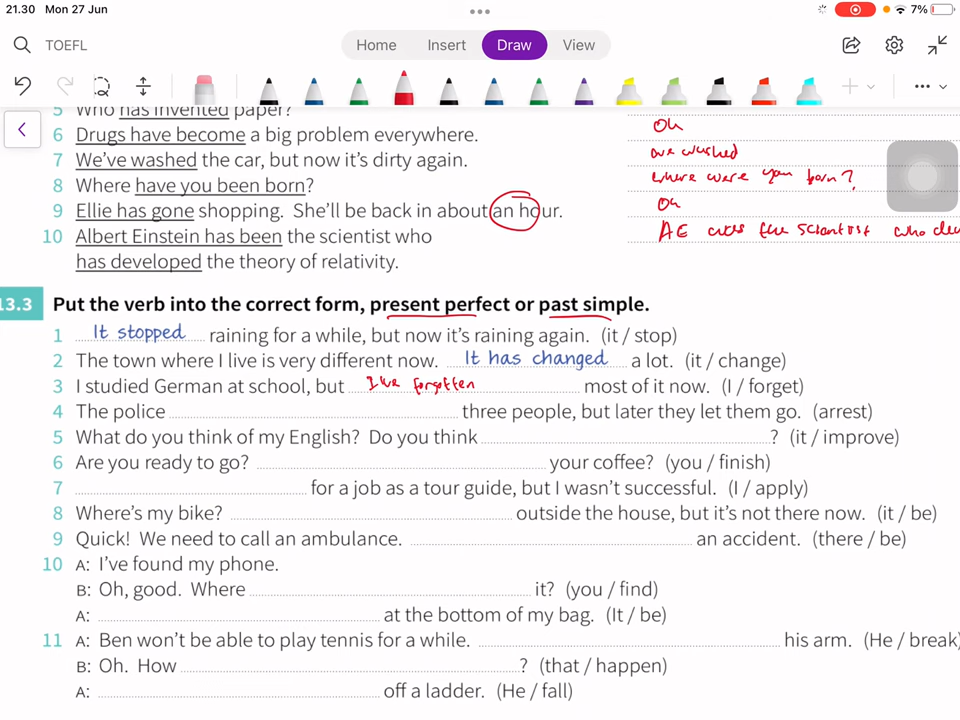 21.30 Mon 27 Jun
7%
TOEFL
Home Insert Draw View
5 Who has invented paper?
6 Drugs have become a big problem everywhere.
Ok
7 We've washed the car, but now it's dirty again.
we washed
8 Where have you been born?
where were you born?
9 Ellie has gone shopping. She'll be back in about an hour.
Ok
10 Albert Einstein has been the scientist who
AE was the scientist who
has developed the theory of relativity.
13.3 Put the verb into the correct form, present perfect or past simple.
1 It stopped raining for a while, but now it's raining again. (it / stop)
2 The town where I live is very different now. It has changed a lot. (it / change)
3 I studied German at school, but I've forgotten most of it now. (I / forget)
4 The police three people, but later they let them go. (arrest)
5 What do you think of my English? Do you think ? (it / improve)
6 Are you ready to go? your coffee? (you / finish)
7 for a job as a tour guide, but I wasn't successful. (I / apply)
8 Where's my bike? outside the house, but it's not there now. (it / be)
9 Quick! We need to call an ambulance. an accident. (there / be)
10 A: I've found my phone.
B: Oh, good. Where it? (you / find)
A: at the bottom of my bag. (It / be)
11 A: Ben won't be able to play tennis for a while. his arm. (He / break)
B: Oh. How ? (that / happen)
A: off a ladder. (He / fall)